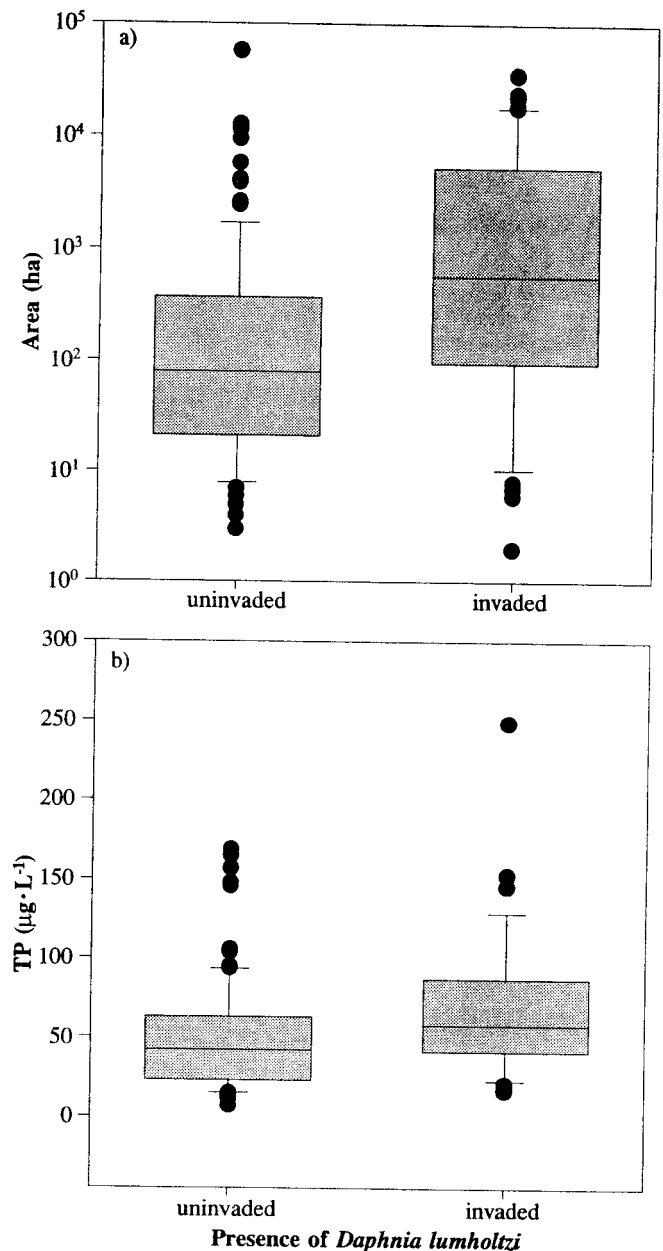 a)
10⁵
10⁴
10³
10²
10¹
10⁰
Area (ha)
uninvaded invaded
b)
300
250
200
150
100
50
0
TP (μg·L⁻¹)
uninvaded invaded
Presence of Daphnia lumholtzi